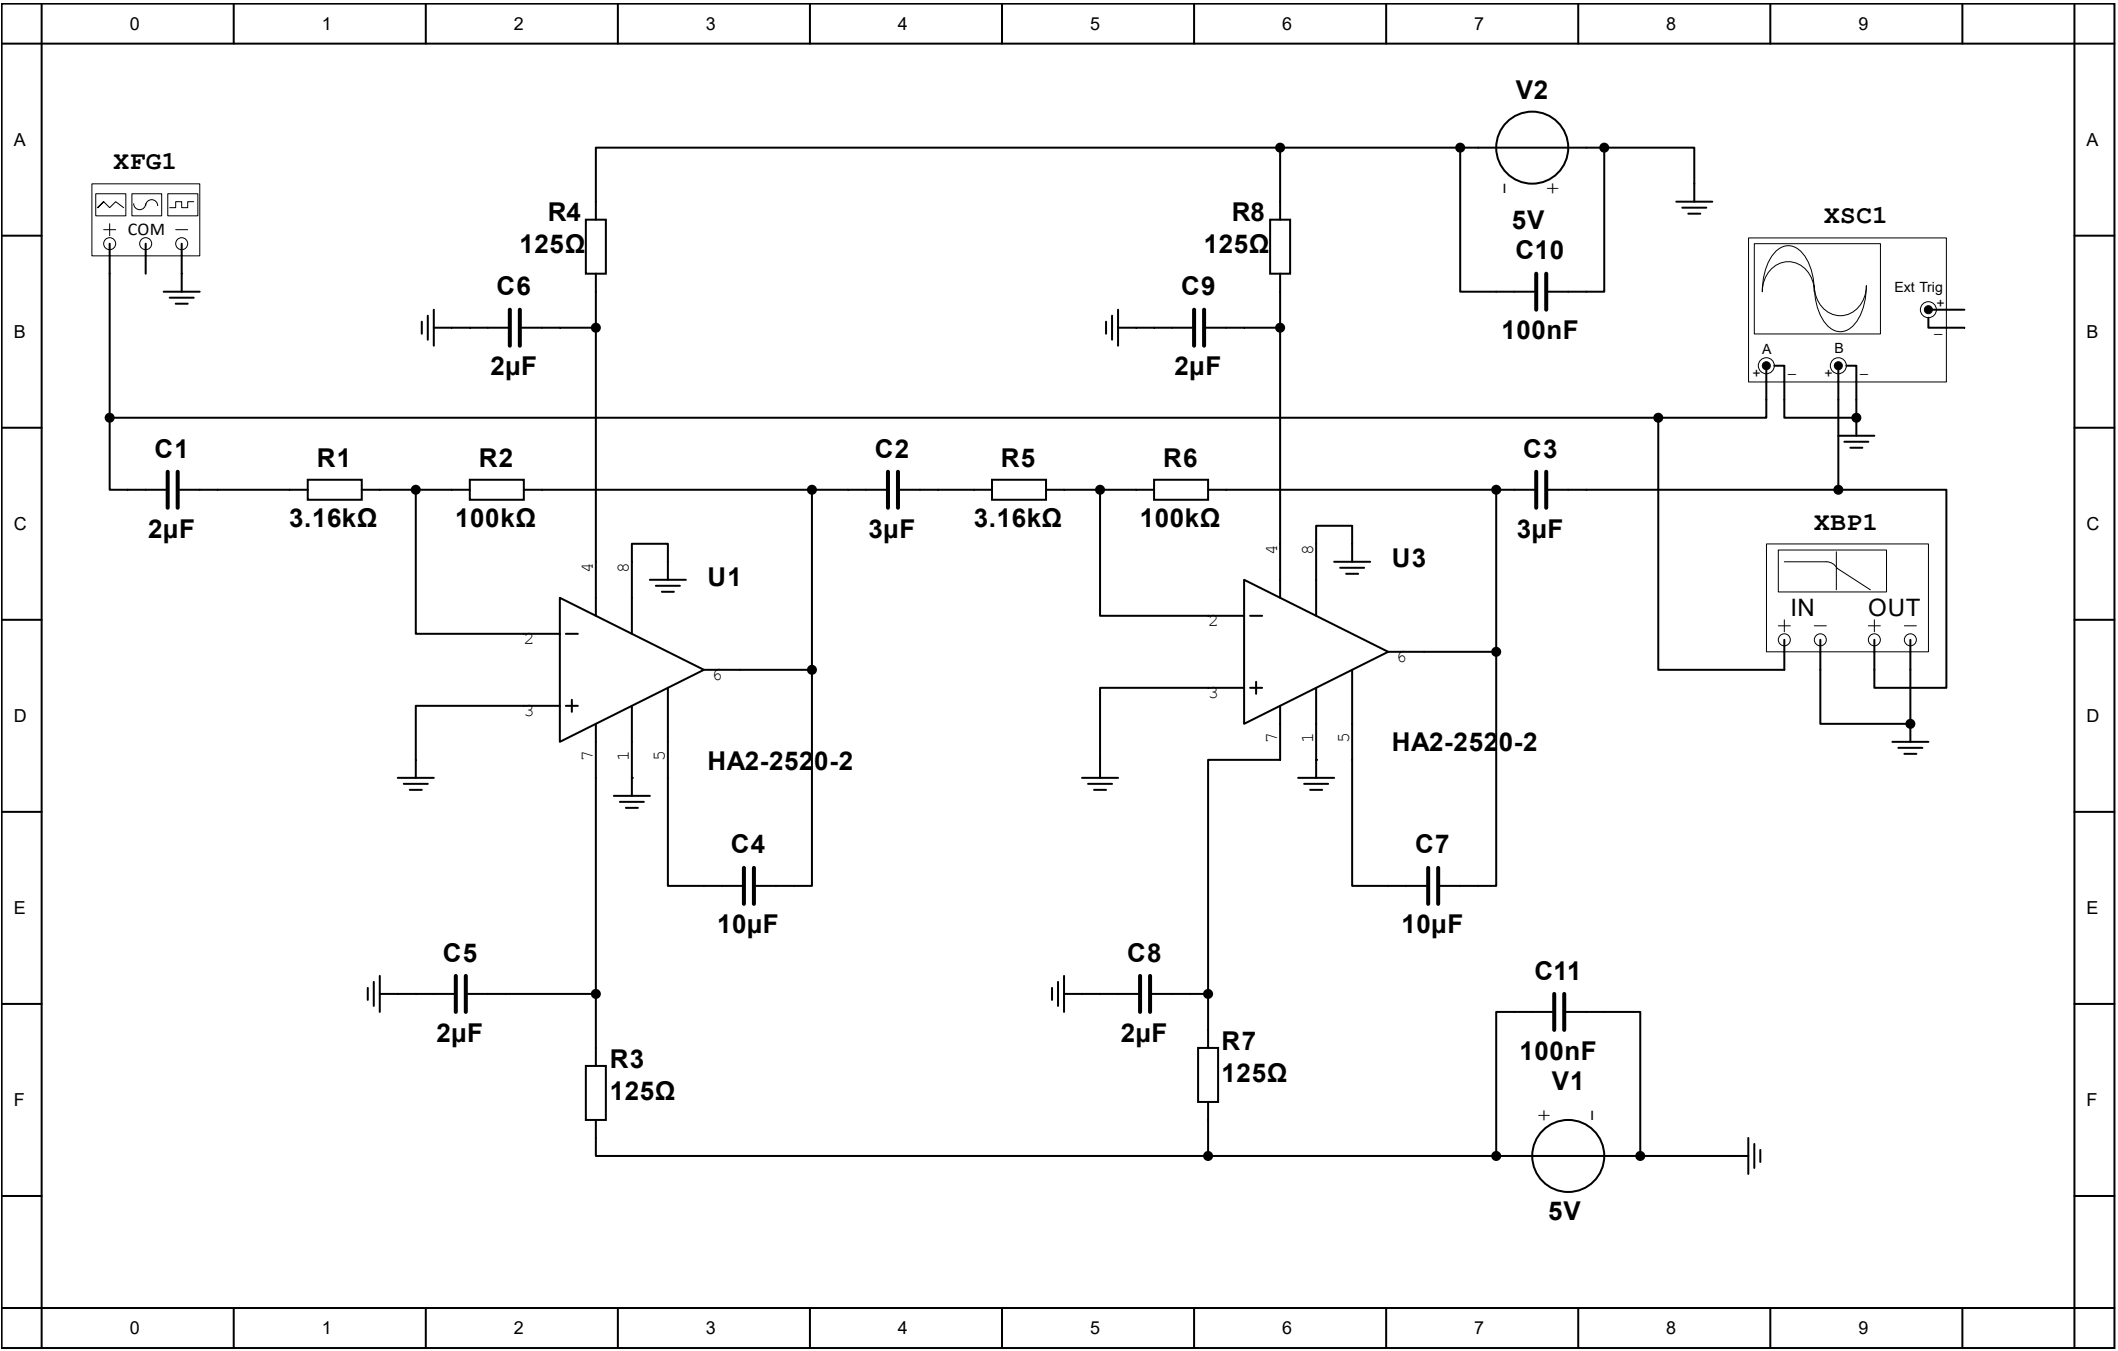 0 1 2 3 4 5 6 7 8 9
A
B
C
D
E
F
V2
- +
5V
C10
100nF
XFG1
+ COM -
R4
125Ω
C6
2µF
R8
125Ω
C9
2µF
XSC1
Ext Trig
+
-
A B
+ - + -
C1
2µF
R1
3.16kΩ
R2
100kΩ
C2
3µF
R5
3.16kΩ
R6
100kΩ
C3
3µF
XBP1
IN OUT
+ - + -
4 8
U1
2 -
3 +
6
7 1 5
HA2-2520-2
4 8
U3
2 -
3 +
6
7 1 5
HA2-2520-2
C4
10µF
C7
10µF
C5
2µF
C8
2µF
R3
125Ω
R7
125Ω
C11
100nF
V1
+ -
5V
A
B
C
D
E
F
0 1 2 3 4 5 6 7 8 9